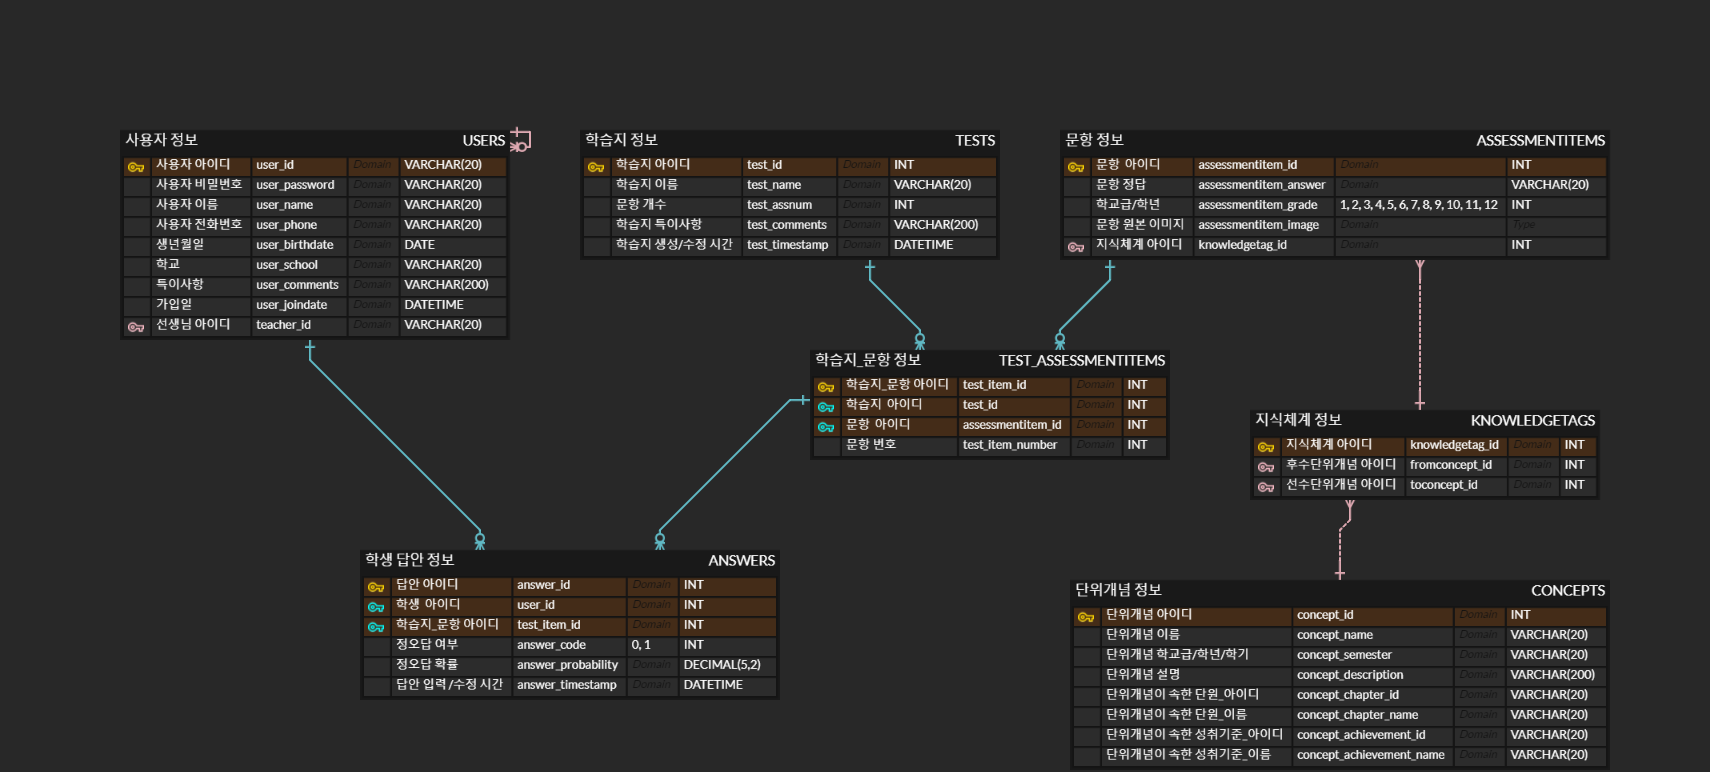 사용자 정보 USERS
사용자 아이디 user_id Domain VARCHAR(20)
사용자 비밀번호 user_password Domain VARCHAR(20)
사용자 이름 user_name Domain VARCHAR(20)
사용자 전화번호 user_phone Domain VARCHAR(20)
생년월일 user_birthdate Domain DATE
학교 user_school Domain VARCHAR(20)
특이사항 user_comments Domain VARCHAR(200)
가입일 user_joindate Domain DATETIME
선생님 아이디 teacher_id Domain VARCHAR(20)
학습지 정보 TESTS
학습지 아이디 test_id Domain INT
학습지 이름 test_name Domain VARCHAR(20)
문항 개수 test_assnum Domain INT
학습지 특이사항 test_comments Domain VARCHAR(200)
학습지 생성/수정 시간 test_timestamp Domain DATETIME
문항 정보 ASSESSMENTITEMS
문항 아이디 assessmentitem_id Domain INT
문항 정답 assessmentitem_answer Domain VARCHAR(20)
학교급/학년 assessmentitem_grade 1, 2, 3, 4, 5, 6, 7, 8, 9, 10, 11, 12 INT
문항 원본 이미지 assessmentitem_image Domain Type
지식체계 아이디 knowledgetag_id Domain INT
학습지_문항 정보 TEST_ASSESSMENTITEMS
학습지_문항 아이디 test_item_id Domain INT
학습지 아이디 test_id Domain INT
문항 아이디 assessmentitem_id Domain INT
문항 번호 test_item_number Domain INT
지식체계 정보 KNOWLEDGETAGS
지식체계 아이디 knowledgetag_id Domain INT
후수단위개념 아이디 fromconcept_id Domain INT
선수단위개념 아이디 toconcept_id Domain INT
학생 답안 정보 ANSWERS
답안 아이디 answer_id Domain INT
학생 아이디 user_id Domain INT
학습지_문항 아이디 test_item_id Domain INT
정오답 여부 answer_code 0, 1 INT
정오답 확률 answer_probability Domain DECIMAL(5,2)
답안 입력/수정 시간 answer_timestamp Domain DATETIME
단위개념 정보 CONCEPTS
단위개념 아이디 concept_id Domain INT
단위개념 이름 concept_name Domain VARCHAR(20)
단위개념 학교급/학년/학기 concept_semester Domain VARCHAR(20)
단위개념 설명 concept_description Domain VARCHAR(200)
단위개념이 속한 단원_아이디 concept_chapter_id Domain VARCHAR(20)
단위개념이 속한 단원_이름 concept_chapter_name Domain VARCHAR(20)
단위개념이 속한 성취기준_아이디 concept_achievement_id Domain VARCHAR(20)
단위개념이 속한 성취기준_이름 concept_achievement_name Domain VARCHAR(20)